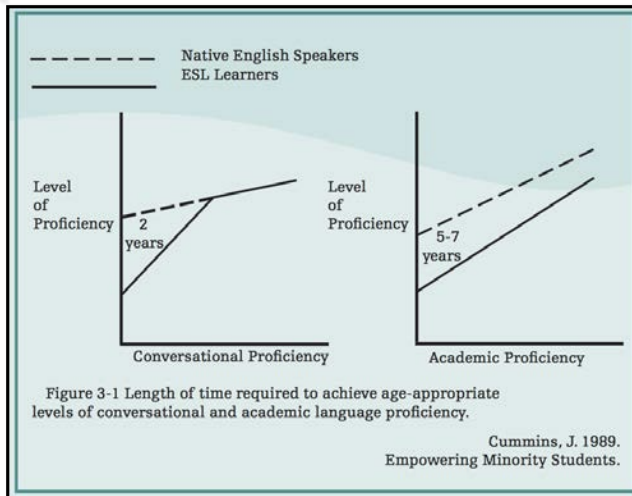 Native English Speakers
ESL Learners
Level
of
Proficiency
2
years
Conversational Proficiency
Level
of
Proficiency
5-7
years
Academic Proficiency
Figure 3-1 Length of time required to achieve age-appropriate
levels of conversational and academic language proficiency.
Cummins, J. 1989.
Empowering Minority Students.